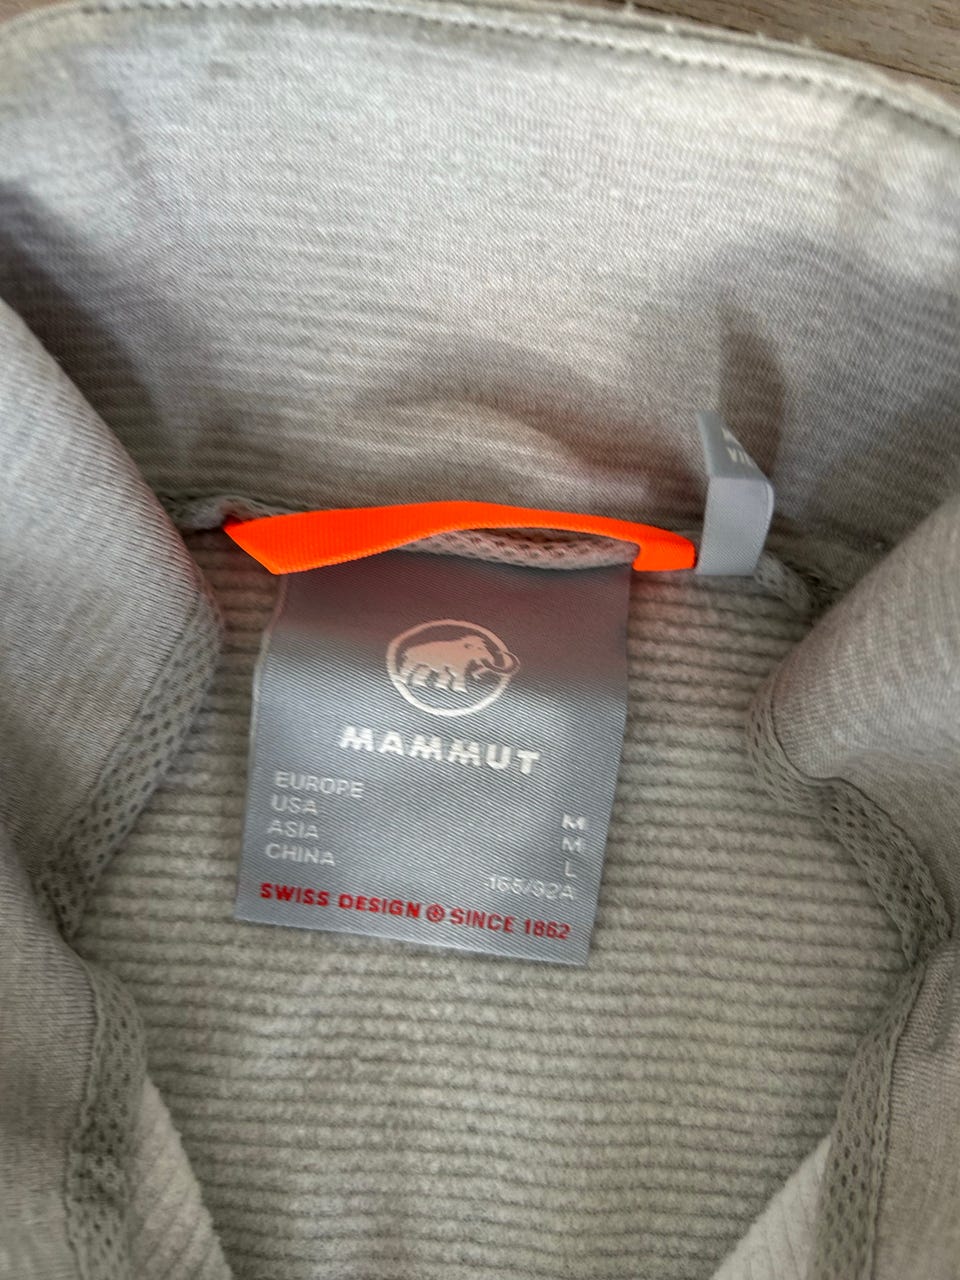 MAMMUT
EUROPE M
USA M
ASIA L
CHINA 165/92A
SWISS DESIGN SINCE 1862